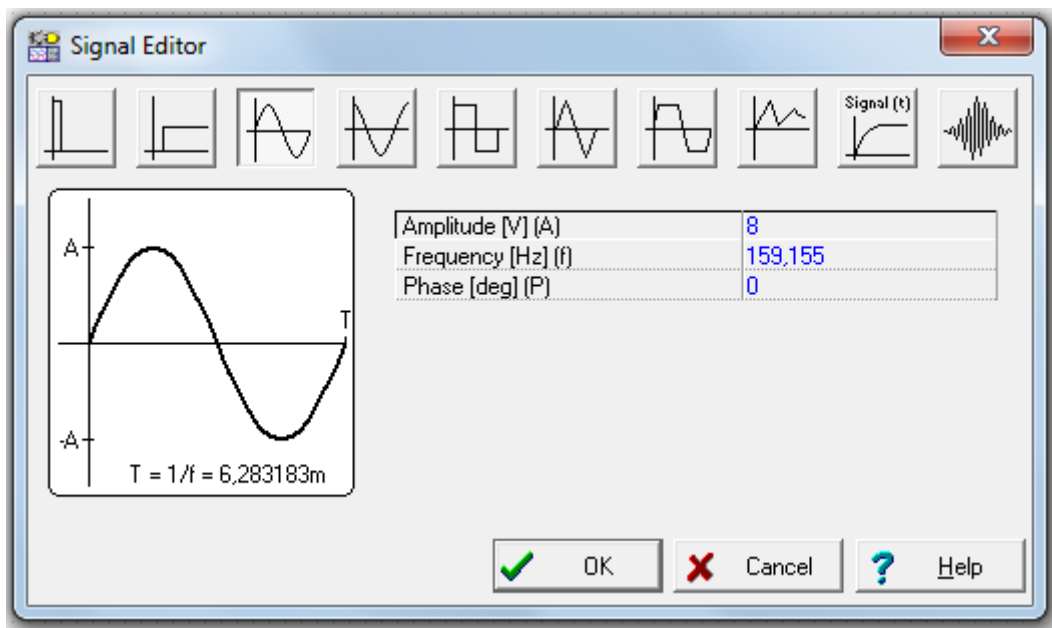 Signal Editor
Signal (t)
Amplitude [V] (A) 8
Frequency [Hz] (f) 159,155
Phase [deg] (P) 0
A
T
-A
T = 1/f = 6,283183m
OK Cancel Help